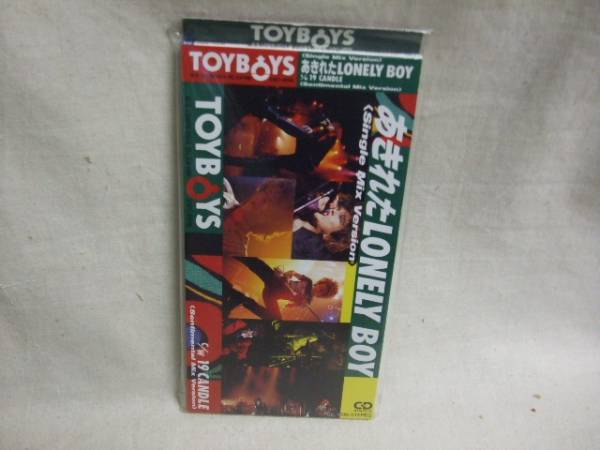 TOYBOYS
TOYBOYS
(Single Mix Version)
あきれたLONELY BOY
c/w 19 CANDLE
(Sentimental Mix Version)
あきれたLONELY BOY
(Single Mix Version)
TOYBOYS
c/w 19 CANDLE
(Sentimental Mix Version)
CD